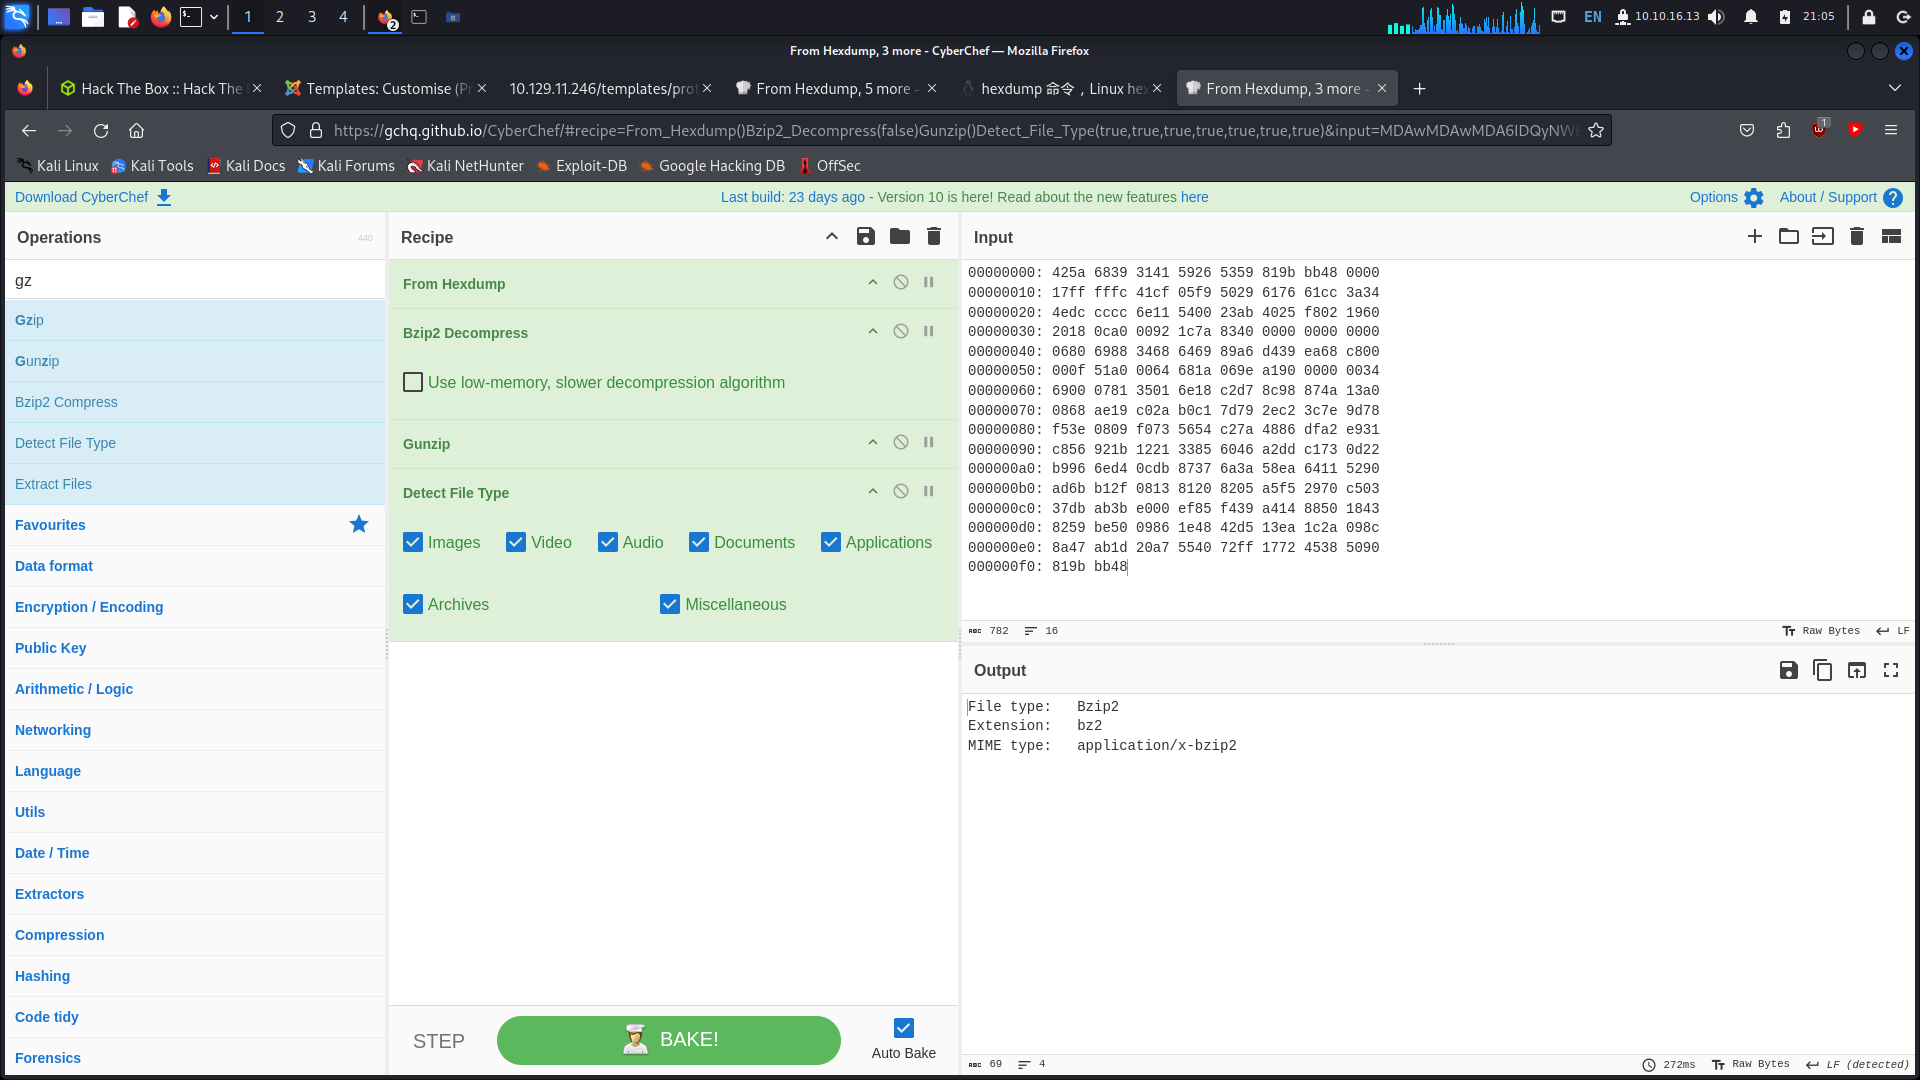 1 2 3 4 2 EN 10.10.16.13 21:05
From Hexdump, 3 more - CyberChef — Mozilla Firefox
Hack The Box :: Hack The
Templates: Customise (Pr
10.129.11.246/templates/prot
From Hexdump, 5 more -
hexdump 命令，Linux hex
From Hexdump, 3 more -
https://gchq.github.io/CyberChef/#recipe=From_Hexdump()Bzip2_Decompress(false)Gunzip()Detect_File_Type(true,true,true,true,true,true,true)&input=MDAwMDAwMDA6IDQyNWE
1
Kali Linux Kali Tools Kali Docs Kali Forums Kali NetHunter Exploit-DB Google Hacking DB OffSec
Download CyberChef
Last build: 23 days ago - Version 10 is here! Read about the new features here
Options About / Support
Operations 440
gz
Gzip
Gunzip
Bzip2 Compress
Detect File Type
Extract Files
Favourites
Data format
Encryption / Encoding
Public Key
Arithmetic / Logic
Networking
Language
Utils
Date / Time
Extractors
Compression
Hashing
Code tidy
Forensics
Recipe
From Hexdump
Bzip2 Decompress
Use low-memory, slower decompression algorithm
Gunzip
Detect File Type
Images Video Audio Documents Applications
Archives Miscellaneous
STEP
BAKE!
Auto Bake
Input
00000000: 425a 6839 3141 5926 5359 819b bb48 0000
00000010: 17ff fffc 41cf 05f9 5029 6176 61cc 3a34
00000020: 4edc cccc 6e11 5400 23ab 4025 f802 1960
00000030: 2018 0ca0 0092 1c7a 8340 0000 0000 0000
00000040: 0680 6988 3468 6469 89a6 d439 ea68 c800
00000050: 000f 51a0 0064 681a 069e a190 0000 0034
00000060: 6900 0781 3501 6e18 c2d7 8c98 874a 13a0
00000070: 0868 ae19 c02a b0c1 7d79 2ec2 3c7e 9d78
00000080: f53e 0809 f073 5654 c27a 4886 dfa2 e931
00000090: c856 921b 1221 3385 6046 a2dd c173 0d22
000000a0: b996 6ed4 0cdb 8737 6a3a 58ea 6411 5290
000000b0: ad6b b12f 0813 8120 8205 a5f5 2970 c503
000000c0: 37db ab3b e000 ef85 f439 a414 8850 1843
000000d0: 8259 be50 0986 1e48 42d5 13ea 1c2a 098c
000000e0: 8a47 ab1d 20a7 5540 72ff 1772 4538 5090
000000f0: 819b bb48
ABC 782 16 Raw Bytes LF
Output
File type: Bzip2
Extension: bz2
MIME type: application/x-bzip2
ABC 69 4 272ms Raw Bytes LF (detected)